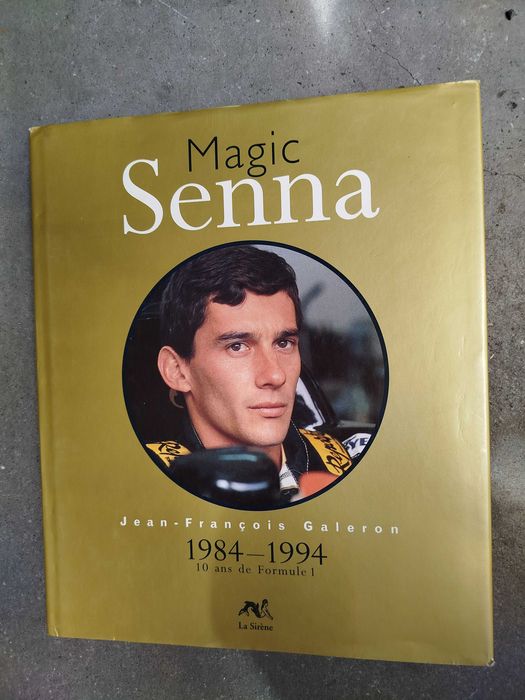 Magic
Senna
Jean-François Galeron
1984–1994
10 ans de Formule 1
La Sirène